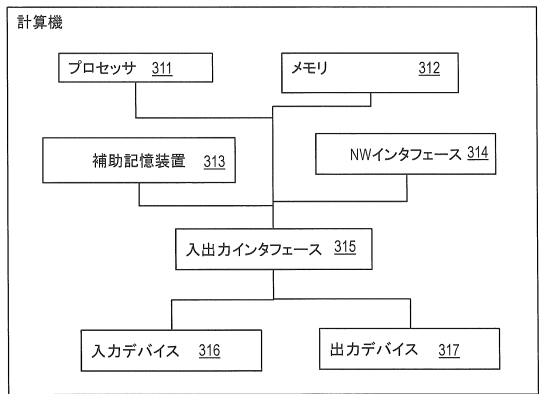 計算機
プロセッサ 311
メモリ 312
補助記憶装置 313
NWインタフェース 314
入出力インタフェース 315
入力デバイス 316
出力デバイス 317